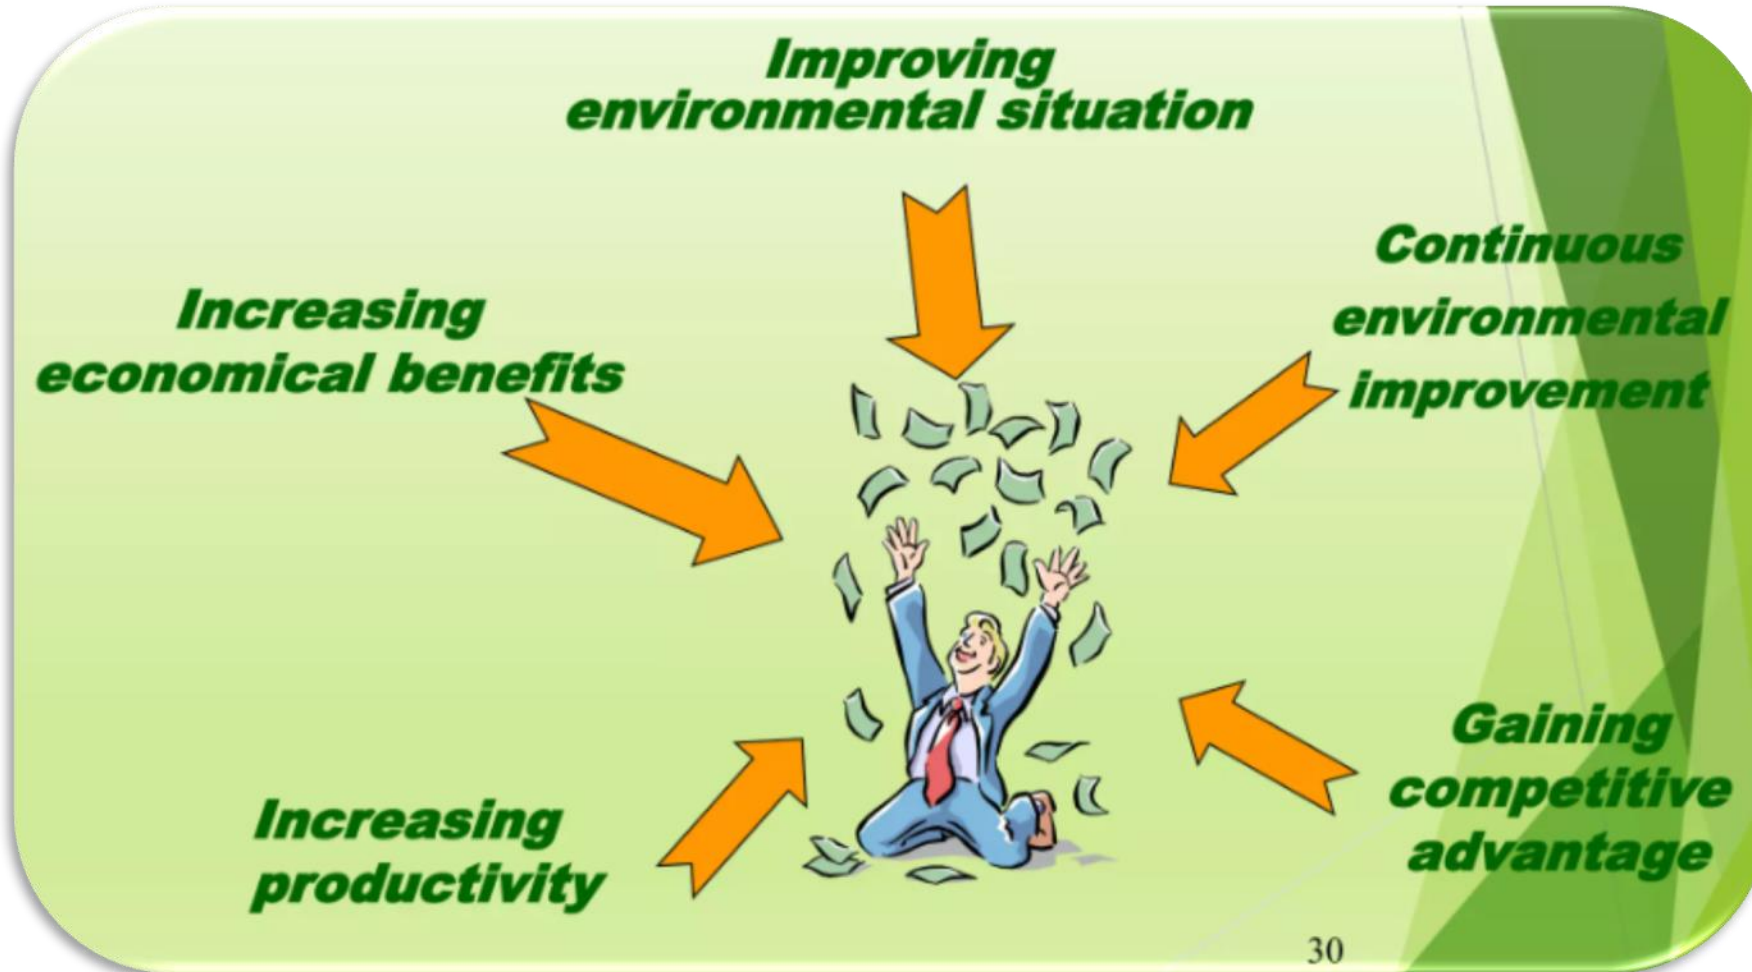 Improving
environmental situation
Increasing
economical benefits
Continuous
environmental
improvement
Increasing
productivity
Gaining
competitive
advantage
30